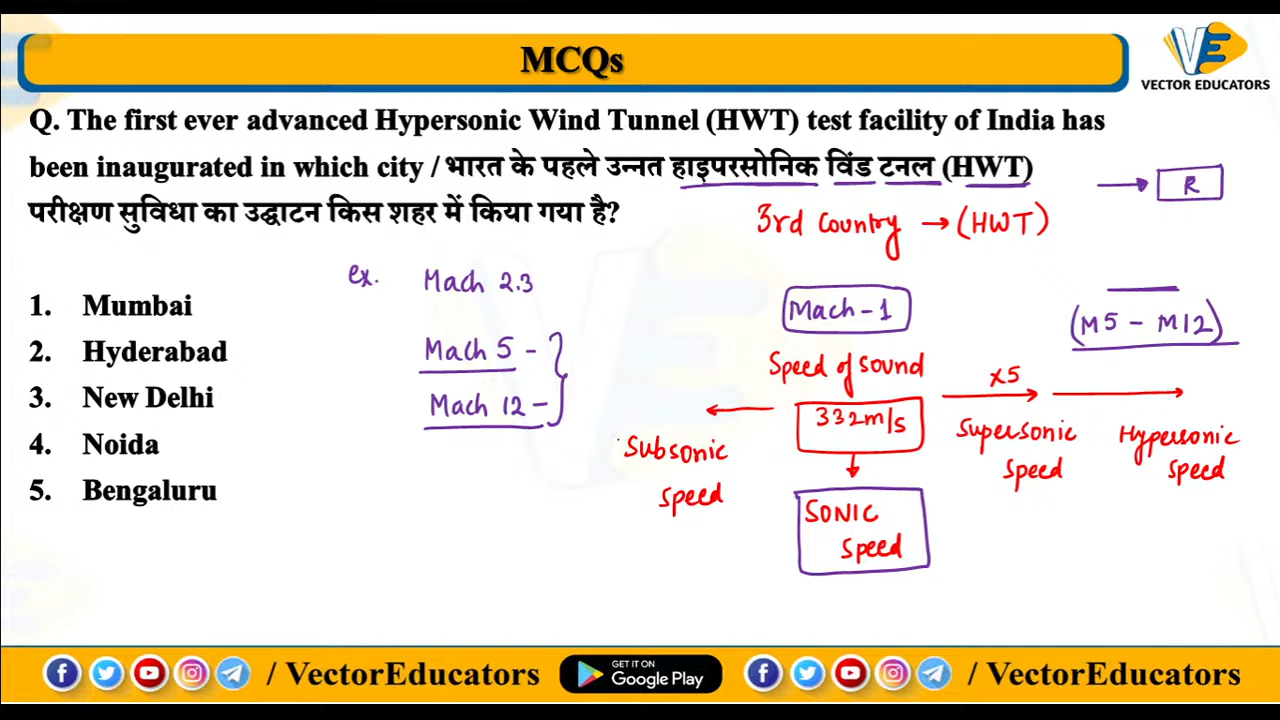 MCQs
VECTOR EDUCATORS
Q. The first ever advanced Hypersonic Wind Tunnel (HWT) test facility of India has
been inaugurated in which city / भारत के पहले उन्नत हाइपरसोनिक विंड टनल (HWT)
परीक्षण सुविधा का उद्घाटन किस शहर में किया गया है?
R
3rd Country → (HWT)
ex. Mach 2.3
1. Mumbai
Mach-1
(M5 - M12)
2. Hyderabad
Mach 5 -
Speed of sound
x5
3. New Delhi
Mach 12 -
332m/s
4. Noida
Subsonic
speed
Supersonic
speed
Hypersonic
speed
5. Bengaluru
SONIC
speed
/ VectorEducators
GET IT ON
Google Play
/ VectorEducators